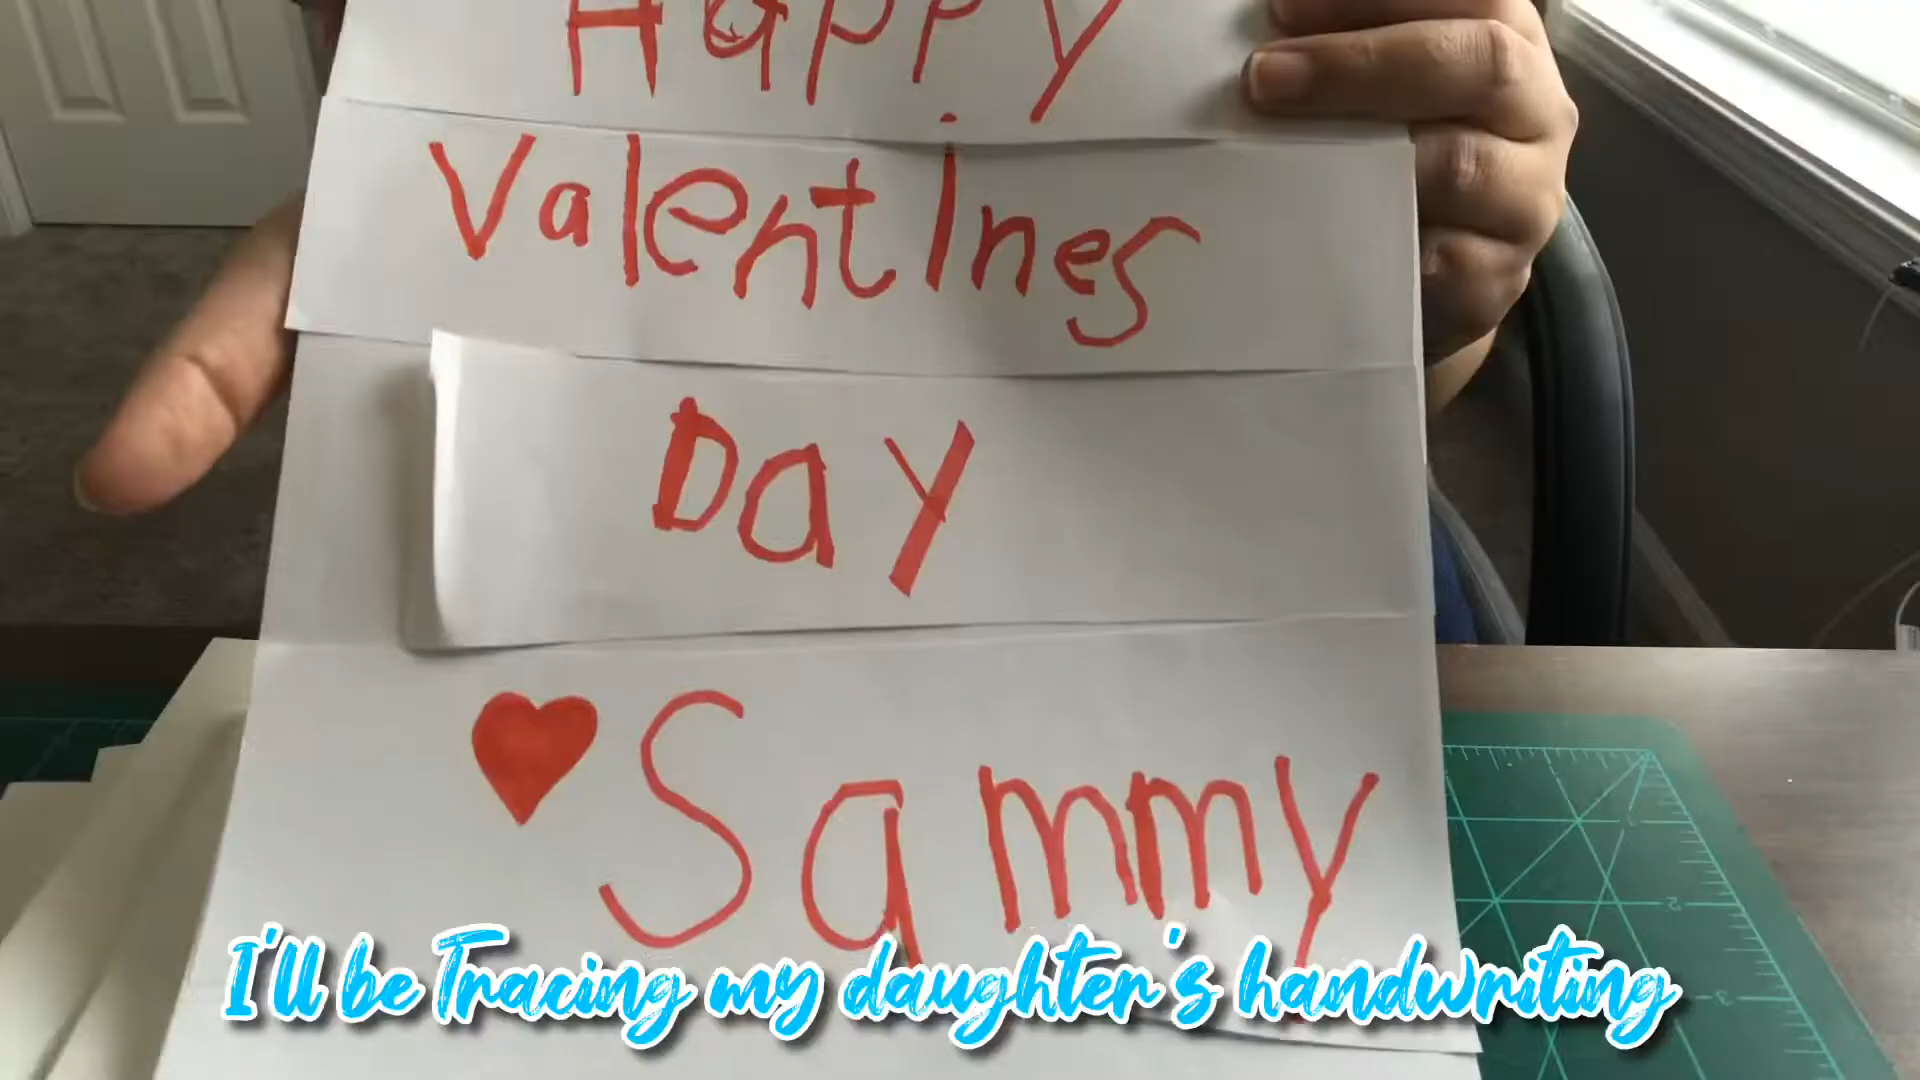 Happy
Valentines
Day
♥ Sammy
I'll be Tracing my daughter's handwriting